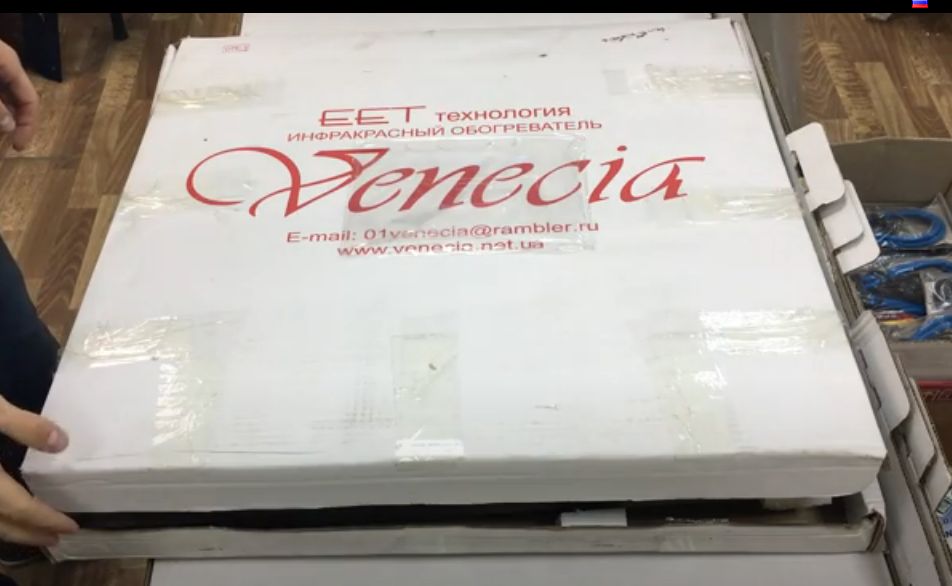 EET технология
ИНФРАКРАСНЫЙ ОБОГРЕВАТЕЛЬ
Venecia
E-mail: 01venecia@rambler.ru
www.venecia.net.ua